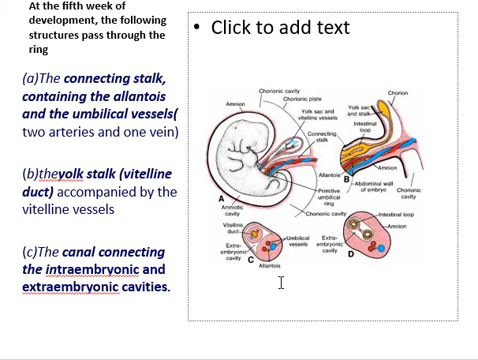 At the fifth week of
development, the following
structures pass through the
ring
(a)The connecting stalk,
containing the allantois
and the umbilical vessels(
two arteries and one vein)
(b)theyolk stalk (vitelline
duct) accompanied by the
vitelline vessels
(c)The canal connecting
the intraembryonic and
extraembryonic cavities.
• Click to add text
Chorionic cavity
Chorionic plate
Amnion
Yolk sac and
vitelline vessels
Connecting
stalk
Allantois
Primitive
umbilical
ring
A
Amniotic
cavity
Chorionic cavity
Chorion
Yolk sac
and stalk
Intestinal
loop
Amnion
B
Abdominal wall
of embryo
Chorionic
cavity
Vitelline
duct
Umbilical
vessels
Extra-
embryonic
cavity
C
Allantois
Intestinal loop
Amnion
Extra-
embryonic
cavity
D